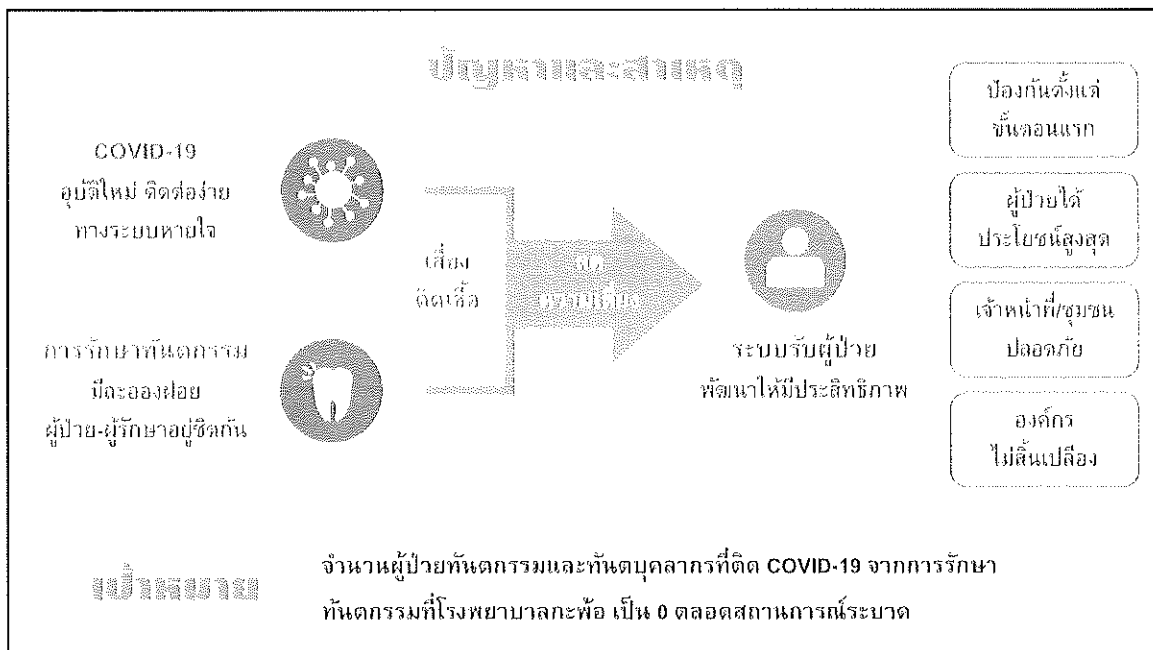 ปัญหาและสาเหตุ
COVID-19
อุบัติใหม่ ติดต่อง่าย
ทางระบบหายใจ
การรักษาทันตกรรม
มีละอองฝอย
ผู้ป่วย-ผู้รักษาอยู่ชิดกัน
เสี่ยง
ติดเชื้อ
ลด
ความเสี่ยง
ระบบรับผู้ป่วย
พัฒนาให้มีประสิทธิภาพ
ป้องกันตั้งแต่
ขั้นตอนแรก
ผู้ป่วยได้
ประโยชน์สูงสุด
เจ้าหน้าที่/ชุมชน
ปลอดภัย
องค์กร
ไม่สิ้นเปลือง
เป้าหมาย
จำนวนผู้ป่วยทันตกรรมและทันตบุคลากรที่ติด COVID-19 จากการรักษา
ทันตกรรมที่โรงพยาบาลกะพ้อ เป็น 0 ตลอดสถานการณ์ระบาด